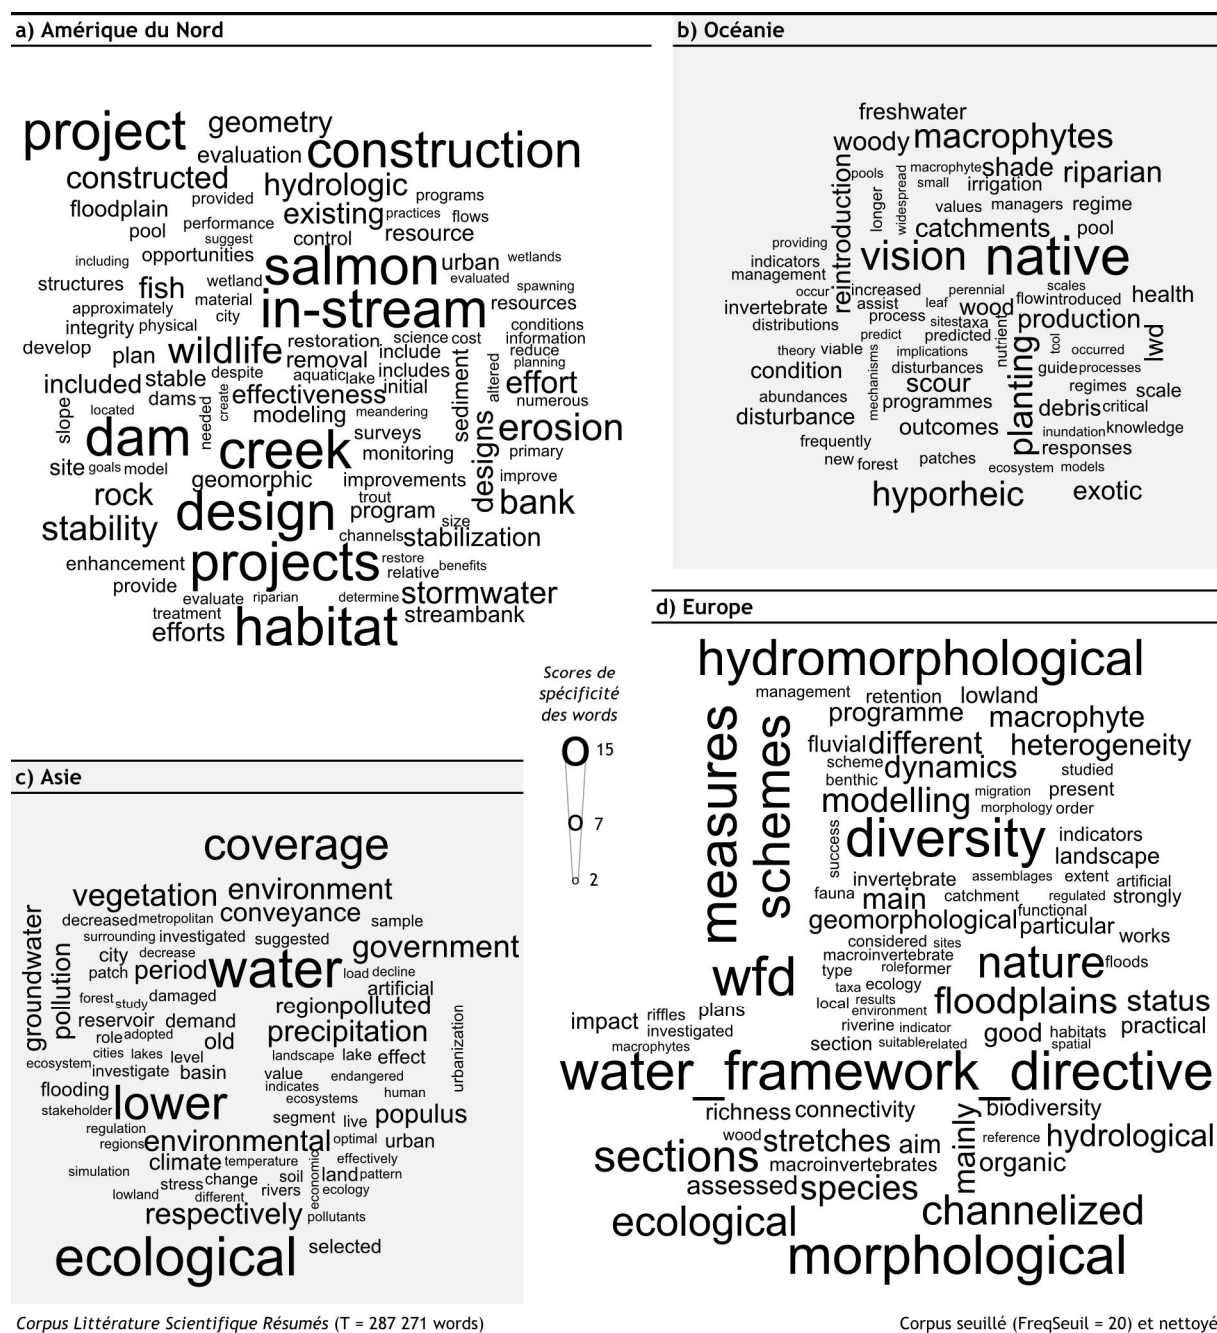 a) Amérique du Nord
project geometry
evaluation construction
constructed hydrologic programs
floodplain provided existing practices flows
pool performance control resource
suggest
including opportunities salmon urban wetlands
structures fish wetland evaluated spawning
approximately material in-stream resources
integrity physical city conditions
develop plan wildlife restoration science cost information
removal include reduce
despite aquatic lake includes planning
included stable effectiveness initial sediment altered effort
slope located dams needed create modeling meandering numerous
dam creek surveys designs erosion
site goals model monitoring primary
rock geomorphic improvements improve
stability design trout program size bank
channels stabilization
enhancement projects restore relative benefits
provide evaluate riparian determine stormwater
treatment efforts habitat streambank
b) Océanie
freshwater
woody macrophytes
reintroduction pools widespread macrophyte shade riparian
longer small irrigation
values managers regime
catchments pool
providing vision native
indicators
management
occur increased perennial scales
invertebrate assist leaf wood flow introduced health
distributions process sites taxa production
predict predicted nutrient planting tool lwd
theory viable mechanisms implications occurred
condition disturbances guide processes
abundances scour regimes scale
disturbance programmes debris critical
outcomes inundation knowledge
frequently responses
new forest patches ecosystem models
hyporheic exotic
Scores de
spécificité
des words
15
7
2
c) Asie
coverage
vegetation environment
groundwater decreased metropolitan conveyance sample
pollution surrounding investigated suggested government
city decrease
patch period water load decline
artificial
forest study damaged region polluted
reservoir demand precipitation urbanization
role adopted old
cities lakes level landscape lake effect
ecosystem investigate basin value endangered
flooding indicates human
ecosystems
stakeholder lower segment live populus
regulation
regions environmental optimal urban
climate temperature economic effectively
simulation stress change soil land pattern
lowland different rivers ecology
respectively pollutants
ecological selected
d) Europe
hydromorphological
measures schemes management retention lowland
programme macrophyte
fluvial different heterogeneity
scheme dynamics studied
benthic
modelling migration present
morphology order
success diversity indicators
landscape
invertebrate assemblages extent artificial
fauna main catchment regulated strongly
geomorphological functional particular
considered sites works
wfd macroinvertebrate nature floods
type role former
taxa ecology
local results floodplains status
impact riffles plans environment
investigated riverine indicator good habitats practical
macrophytes section suitable related spatial
water_framework_directive
richness connectivity mainly biodiversity
wood stretches aim reference hydrological
sections macroinvertebrates organic
assessed species
ecological channelized
morphological
Corpus Littérature Scientifique Résumés (T = 287 271 words)
Corpus seuillé (FreqSeuil = 20) et nettoyé